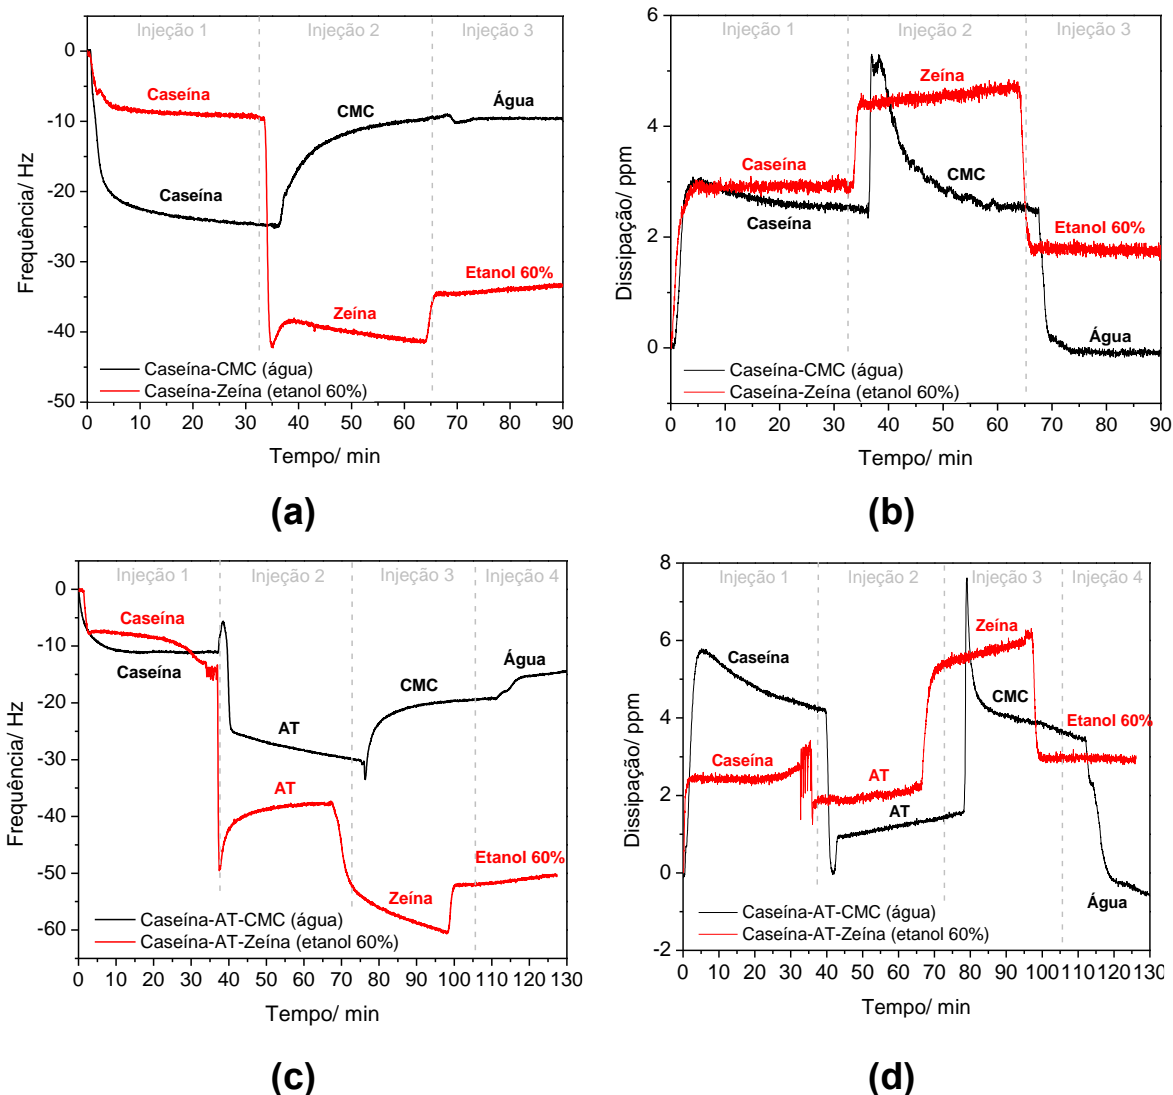 Injeção 1 Injeção 2 Injeção 3
Frequência/ Hz
0
-10
-20
-30
-40
-50
Caseína
CMC
Água
Caseína
Etanol 60%
Zeína
Caseína-CMC (água)
Caseína-Zeína (etanol 60%)
0 10 20 30 40 50 60 70 80 90
Tempo/ min
(a)
Injeção 1 Injeção 2 Injeção 3
Dissipação/ ppm
6
4
2
0
Zeína
Caseína
CMC
Caseína
Etanol 60%
Água
Caseína-CMC (água)
Caseína-Zeína (etanol 60%)
0 10 20 30 40 50 60 70 80 90
Tempo/ min
(b)
Injeção 1 Injeção 2 Injeção 3 Injeção 4
Frequência/ Hz
0
-10
-20
-30
-40
-50
-60
Caseína
Caseína
Água
CMC
AT
AT
Etanol 60%
Zeína
Caseína-AT-CMC (água)
Caseína-AT-Zeína (etanol 60%)
0 10 20 30 40 50 60 70 80 90 100 110 120 130
Tempo/ min
(c)
Injeção 1 Injeção 2 Injeção 3 Injeção 4
Dissipação/ ppm
8
6
4
2
0
-2
Zeína
Caseína
CMC
Etanol 60%
Caseína
AT
AT
Água
Caseína-AT-CMC (água)
Caseína-AT-Zeína (etanol 60%)
0 10 20 30 40 50 60 70 80 90 100 110 120 130
Tempo/ min
(d)